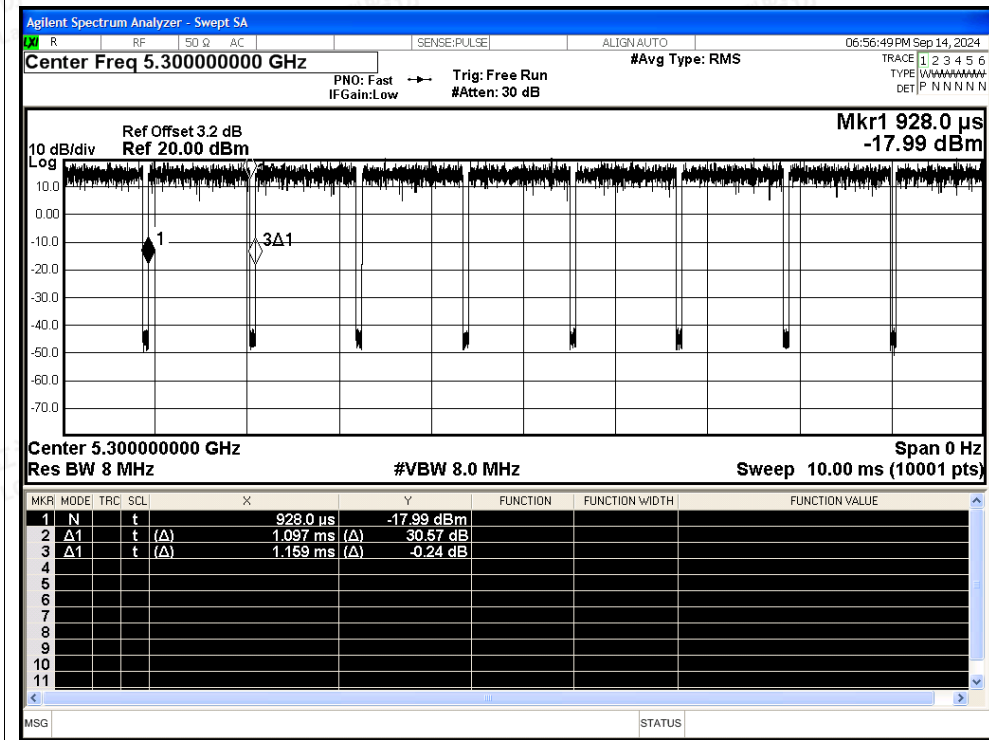 Agilent Spectrum Analyzer - Swept SA
LXI R RF 50 Ω AC SENSE:PULSE ALIGN AUTO 06:56:49 PM Sep 14, 2024
Center Freq 5.300000000 GHz #Avg Type: RMS TRACE 1 2 3 4 5 6
PNO: Fast Trig: Free Run TYPE WWWWWW
IFGain:Low #Atten: 30 dB DET P N N N N N
Mkr1 928.0 µs
Ref Offset 3.2 dB
10 dB/div Ref 20.00 dBm -17.99 dBm
Log
10.0
0.00
-10.0 1 3Δ1
-20.0
-30.0
-40.0
-50.0
-60.0
-70.0
Center 5.300000000 GHz Span 0 Hz
Res BW 8 MHz #VBW 8.0 MHz Sweep 10.00 ms (10001 pts)
MKR MODE TRC SCL X Y FUNCTION FUNCTION WIDTH FUNCTION VALUE
1 N t 928.0 µs -17.99 dBm
2 Δ1 t (Δ) 1.097 ms (Δ) 30.57 dB
3 Δ1 t (Δ) 1.159 ms (Δ) -0.24 dB
4
5
6
7
8
9
10
11
MSG STATUS